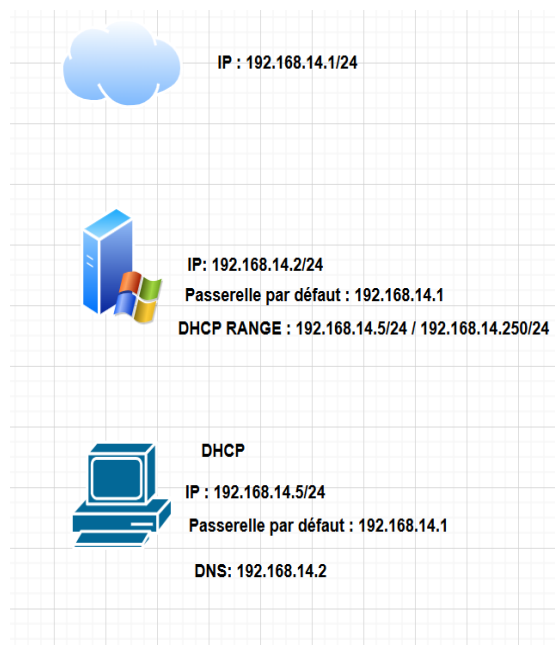 IP : 192.168.14.1/24
IP: 192.168.14.2/24
Passerelle par défaut : 192.168.14.1
DHCP RANGE : 192.168.14.5/24 / 192.168.14.250/24
DHCP
IP : 192.168.14.5/24
Passerelle par défaut : 192.168.14.1
DNS: 192.168.14.2